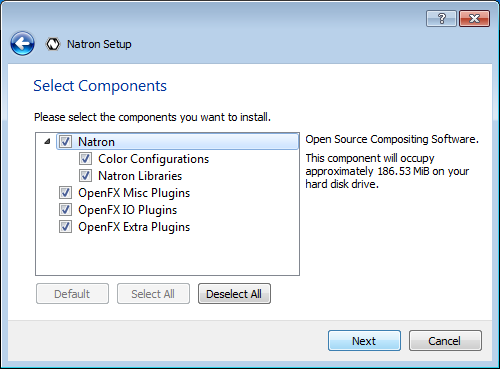 Natron Setup
Select Components
Please select the components you want to install.
Natron
Color Configurations
Natron Libraries
OpenFX Misc Plugins
OpenFX IO Plugins
OpenFX Extra Plugins
Open Source Compositing Software.
This component will occupy
approximately 186.53 MiB on your
hard disk drive.
Default
Select All
Deselect All
Next
Cancel